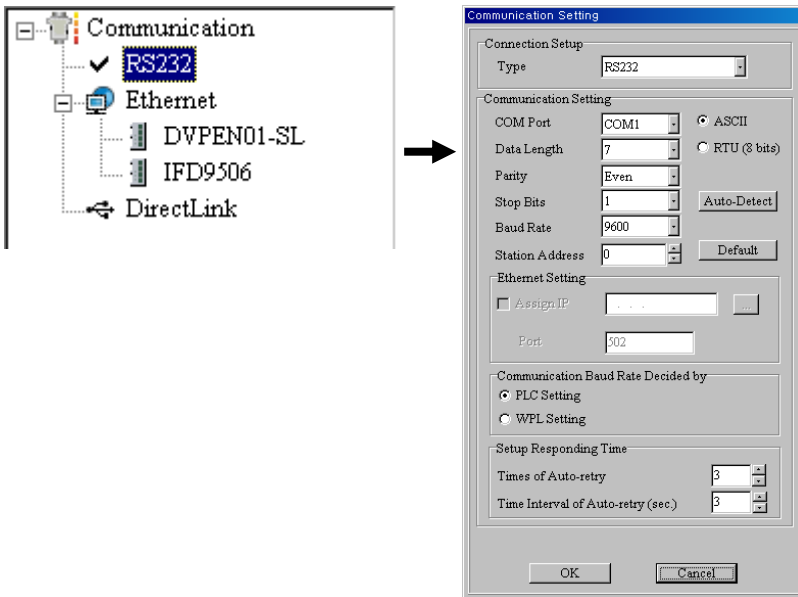 Communication
RS232
Ethernet
DVPEN01-SL
IFD9506
DirectLink
Communication Setting
Connection Setup
Type RS232
Communication Setting
COM Port COM1 ASCII
Data Length 7 RTU (8 bits)
Parity Even
Stop Bits 1 Auto-Detect
Baud Rate 9600
Station Address 0 Default
Ethernet Setting
Assign IP . . . ...
Port 502
Communication Baud Rate Decided by
PLC Setting
WPL Setting
Setup Responding Time
Times of Auto-retry 3
Time Interval of Auto-retry (sec.) 3
OK Cancel